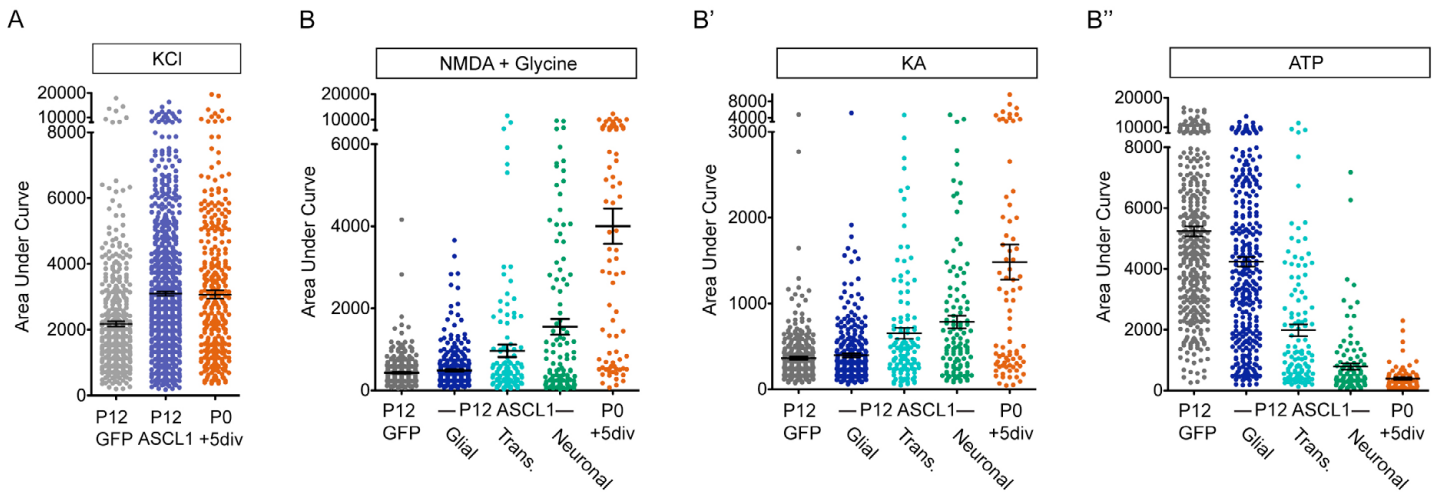 A
KCl
Area Under Curve
20000
10000
8000
6000
4000
2000
0
P12
GFP
P12
ASCL1
P0
+5div
B
NMDA + Glycine
Area Under Curve
20000
10000
6000
4000
2000
0
P12
GFP
—P12 ASCL1—
Glial
Trans.
Neuronal
P0
+5div
B’
KA
Area Under Curve
8000
4000
3000
2000
1000
0
P12
GFP
—P12 ASCL1—
Glial
Trans.
Neuronal
P0
+5div
B’’
ATP
Area Under Curve
20000
10000
8000
6000
4000
2000
0
P12
GFP
—P12 ASCL1—
Glial
Trans.
Neuronal
P0
+5div